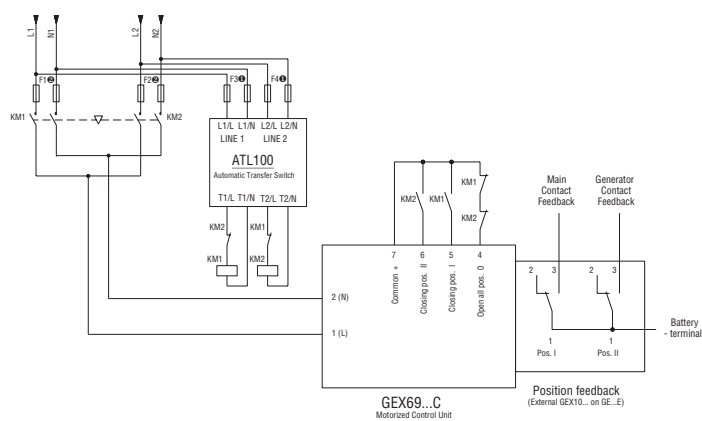 L1
N1
L2
N2
F1❷
F2❷
F3❶
F4❶
KM1
KM2
L1/L L1/N L2/L L2/N
LINE 1 LINE 2
ATL100
Automatic Transfer Switch
T1/L T1/N T2/L T2/N
KM2
KM1
KM1
KM2
KM2
KM1
KM1
KM2
7
6
5
4
Common +
Closing pos. II
Closing pos. I
Open all pos. 0
2 (N)
1 (L)
GEX69...C
Motorized Control Unit
Main
Contact
Feedback
Generator
Contact
Feedback
2 3
2 3
1
Pos. I
1
Pos. II
Battery
- terminal
Position feedback
(External GEX10... on GE...E)